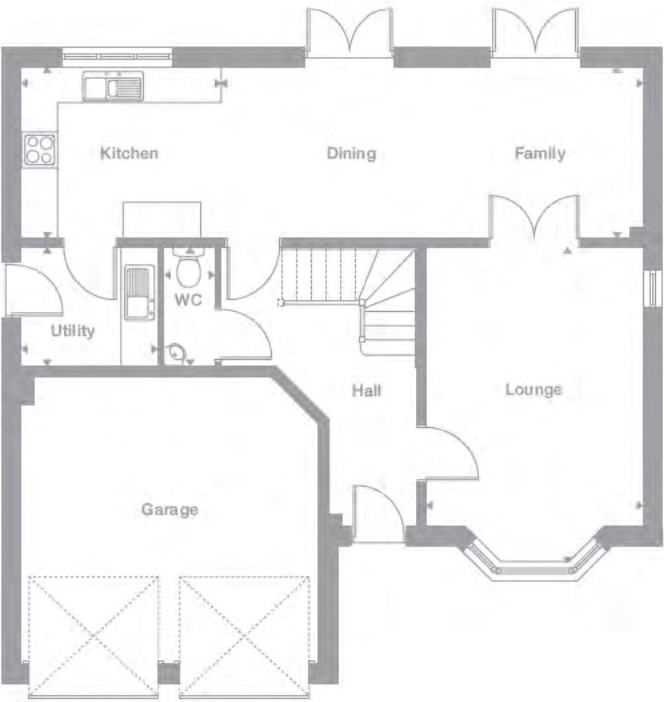 Kitchen
Dining
Family
WC
Utility
Hall
Lounge
Garage